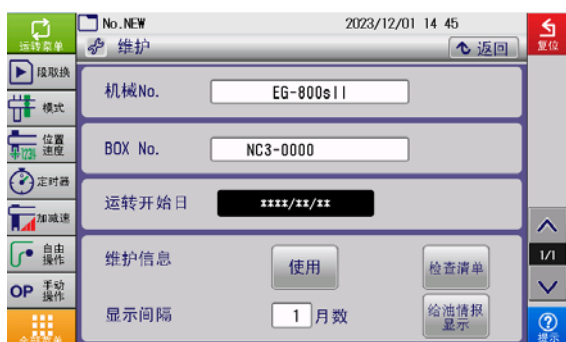 No.NEW 2023/12/01 14 45
运转菜单
维护
返回
复位
段取换
模式
位置
速度
定时器
加减速
自由
操作
OP 手动
操作
机械No. EG-800sII
BOX No. NC3-0000
运转开始日 ****/**/**
维护信息 使用 检查清单
显示间隔 1 月数 给油情报
显示
1/1
提示
全部菜单